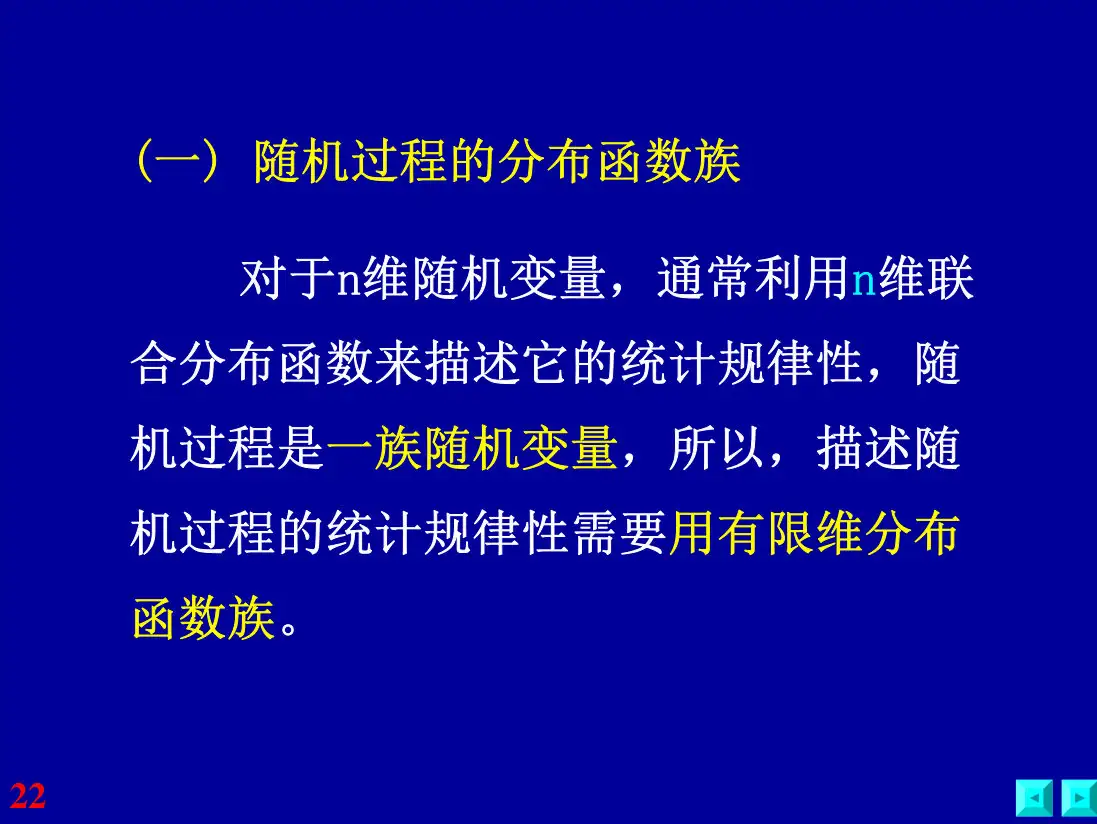 (一) 随机过程的分布函数族
对于n维随机变量，通常利用n维联
合分布函数来描述它的统计规律性，随
机过程是一族随机变量，所以，描述随
机过程的统计规律性需要用有限维分布
函数族。
22